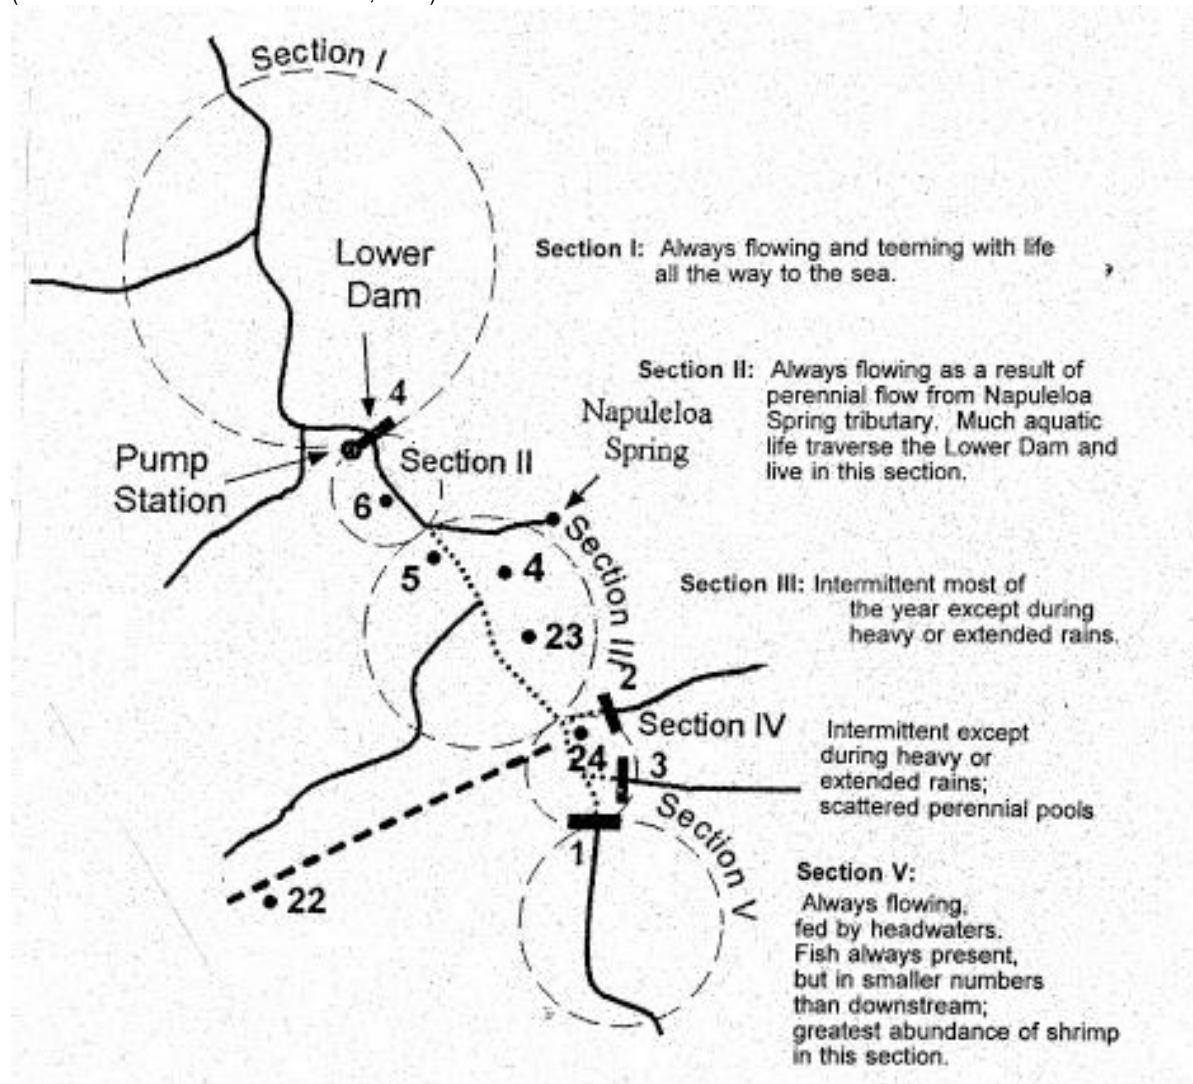 Section I
Lower
Dam
Section I: Always flowing and teeming with life
all the way to the sea.
Section II: Always flowing as a result of
perennial flow from Napuleloa
Spring tributary. Much aquatic
life traverse the Lower Dam and
live in this section.
4
Napuleloa
Spring
Pump
Station
Section II
6
Section III
5
4
23
Section III: Intermittent most of
the year except during
heavy or extended rains.
2
Section IV
24
3
Intermittent except
during heavy or
extended rains;
scattered perennial pools
Section V
1
22
Section V:
Always flowing,
fed by headwaters.
Fish always present,
but in smaller numbers
than downstream;
greatest abundance of shrimp
in this section.